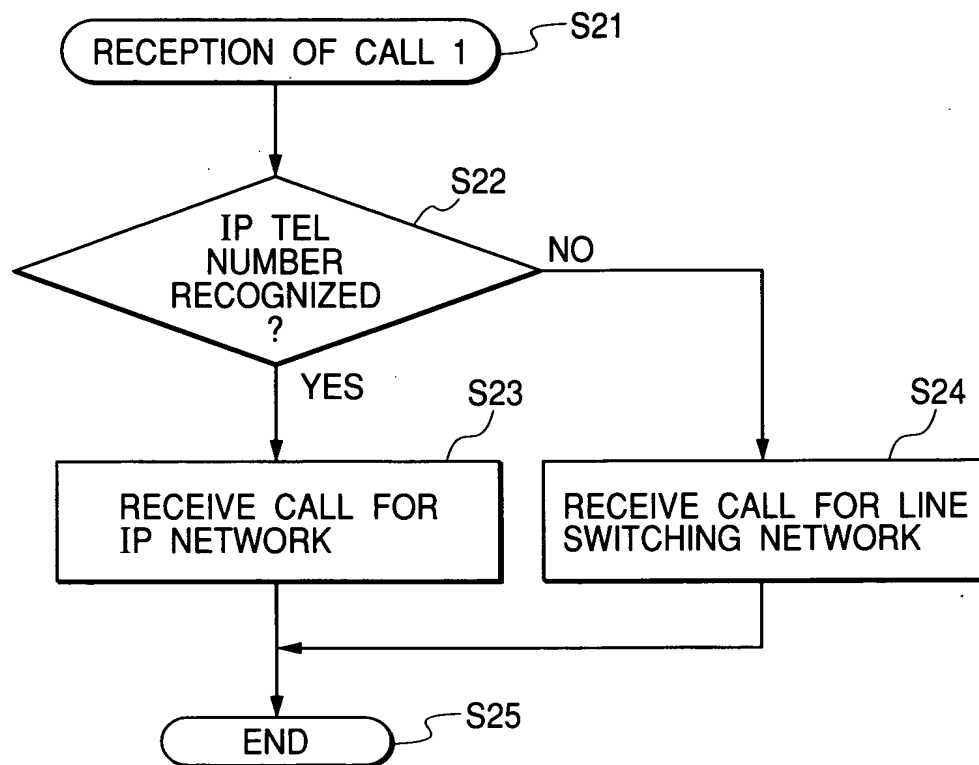 RECEPTION OF CALL 1
S21
S22
IP TEL
NUMBER
RECOGNIZED
?
NO
YES
S23
S24
RECEIVE CALL FOR
IP NETWORK
RECEIVE CALL FOR LINE
SWITCHING NETWORK
END
S25